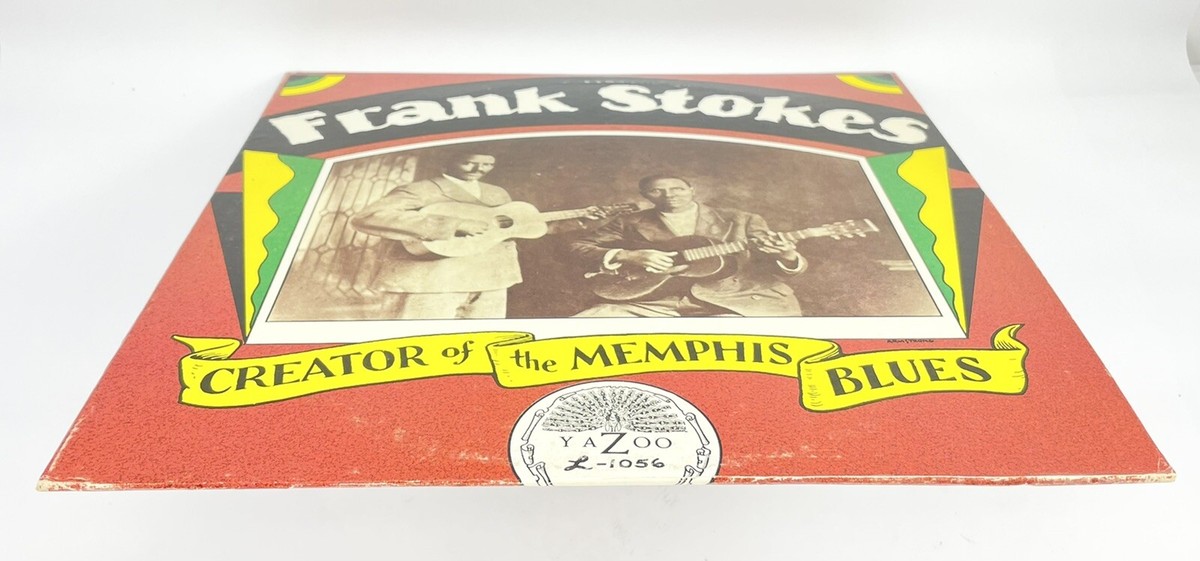 Frank Stokes
CREATOR of the MEMPHIS BLUES
YAZOO
L-1056